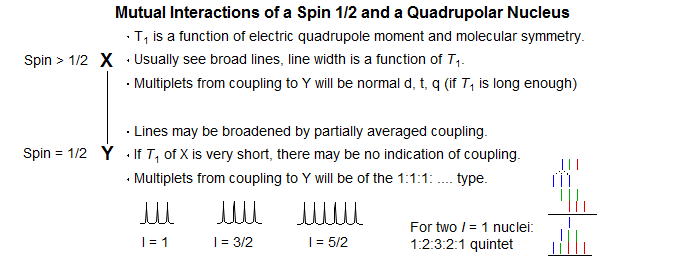 Mutual Interactions of a Spin 1/2 and a Quadrupolar Nucleus
· T1 is a function of electric quadrupole moment and molecular symmetry.
Spin > 1/2 X · Usually see broad lines, line width is a function of T1.
· Multiplets from coupling to Y will be normal d, t, q (if T1 is long enough)
· Lines may be broadened by partially averaged coupling.
Spin = 1/2 Y · If T1 of X is very short, there may be no indication of coupling.
· Multiplets from coupling to Y will be of the 1:1:1: .... type.
I = 1 I = 3/2 I = 5/2
For two I = 1 nuclei:
1:2:3:2:1 quintet